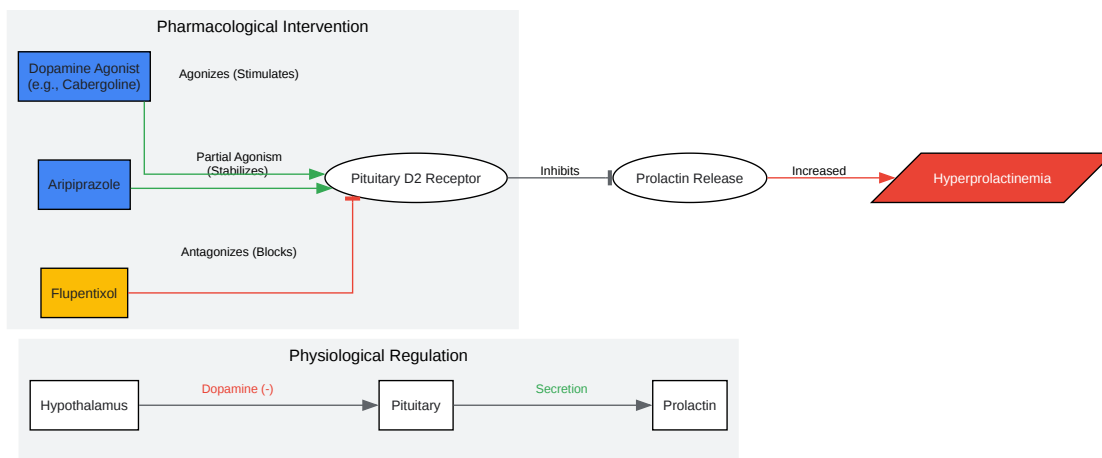 Pharmacological Intervention
Dopamine Agonist
(e.g., Cabergoline)
Agonizes (Stimulates)
Partial Agonism
(Stabilizes)
Aripiprazole
Pituitary D2 Receptor
Inhibits
Prolactin Release
Increased
Hyperprolactinemia
Antagonizes (Blocks)
Flupentixol
Physiological Regulation
Hypothalamus
Dopamine (-)
Pituitary
Secretion
Prolactin